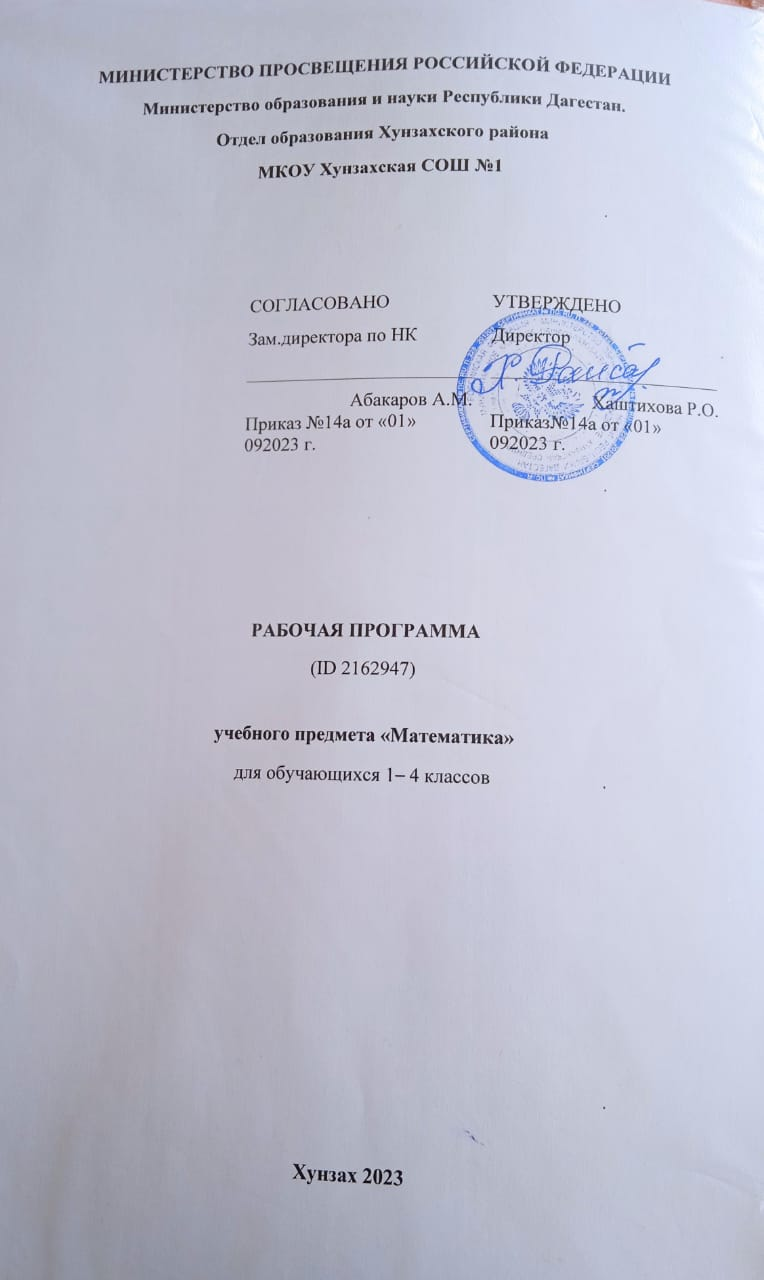 МИНИСТЕРСТВО ПРОСВЕЩЕНИЯ РОССИЙСКОЙ ФЕДЕРАЦИИ
Министерство образования и науки Республики Дагестан.
Отдел образования Хунзахского района
МКОУ Хунзахская СОШ №1
СОГЛАСОВАНО
Зам.директора по НК
Абакаров А.М.
Приказ №14а от «01»
092023 г.
УТВЕРЖДЕНО
Директор
Хаштихова Р.О.
Приказ№14а от «01»
092023 г.
РАБОЧАЯ ПРОГРАММА
(ID 2162947)
учебного предмета «Математика»
для обучающихся 1– 4 классов
Хунзах 2023